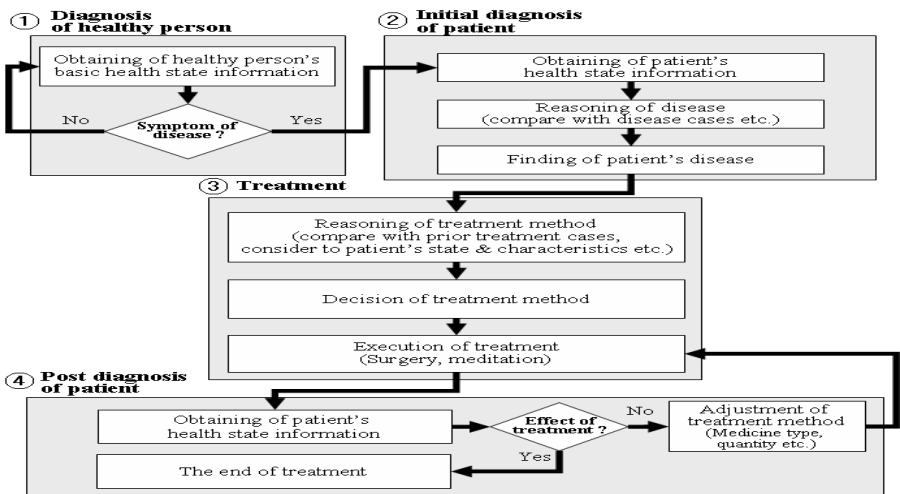 ① Diagnosis
of healthy person
Obtaining of healthy person's
basic health state information
No
Symptom of
disease ?
Yes
② Initial diagnosis
of patient
Obtaining of patient's
health state information
Reasoning of disease
(compare with disease cases etc.)
Finding of patient's disease
③ Treatment
Reasoning of treatment method
(compare with prior treatment cases,
consider to patient's state & characteristics etc.)
Decision of treatment method
Execution of treatment
(Surgery, meditation)
④ Post diagnosis
of patient
Obtaining of patient's
health state information
Effect of
treatment ?
No
Yes
Adjustment of
treatment method
(Medicine type,
quantity etc.)
The end of treatment